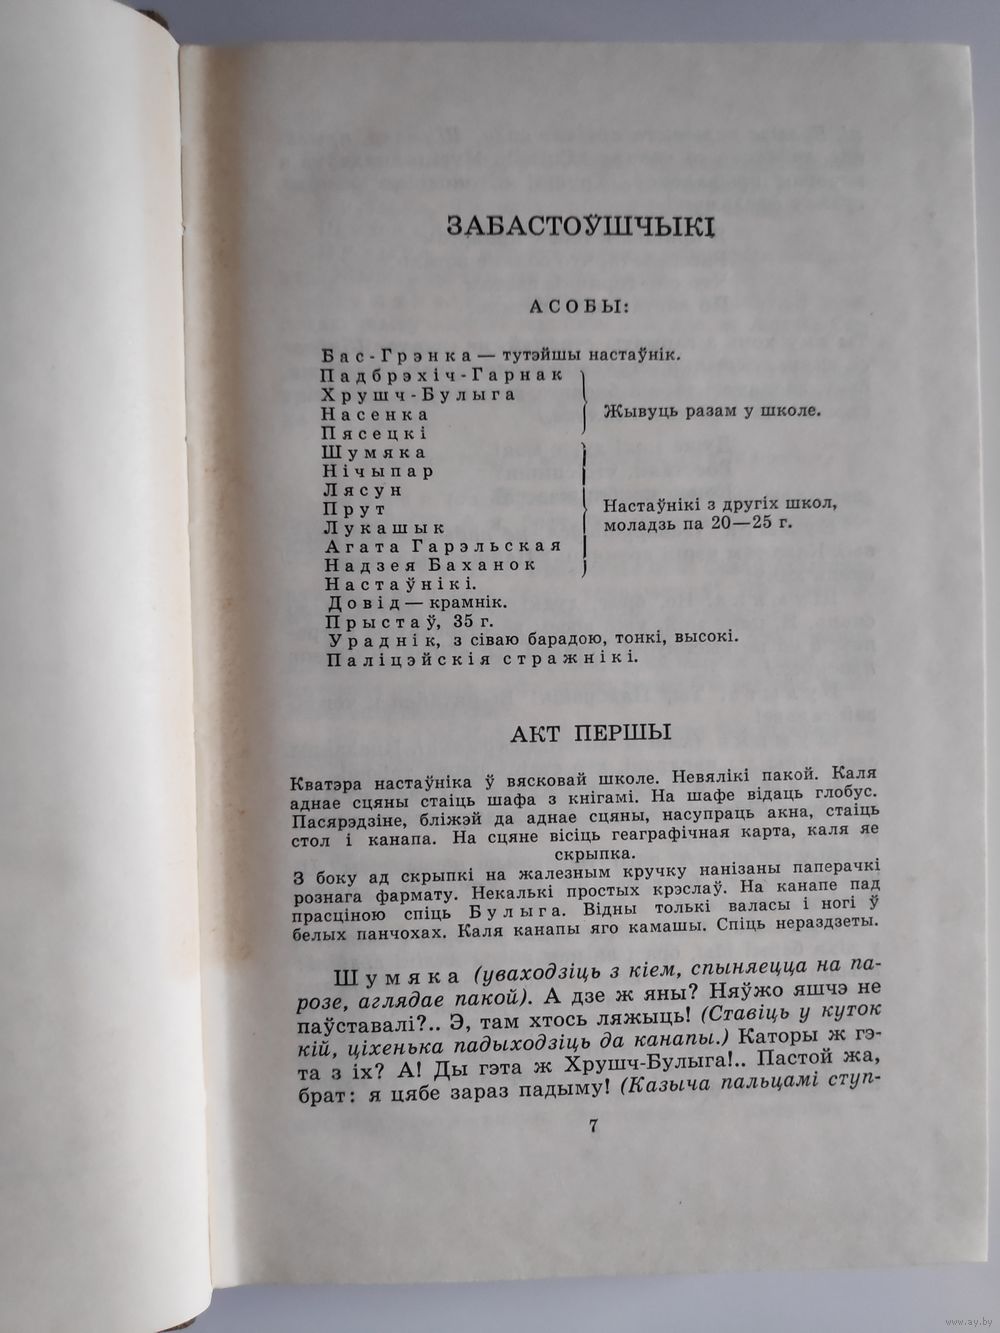 ЗАБАСТОЎШЧЫКІ
АСОБЫ:
Бас-Грэнка — тутэйшы настаўнік.
Падбрэхіч-Гарнак
Хрушч-Булыга
Насенка
Пясецкі
Жывуць разам у школе.
Шумяка
Нічыпар
Лясун
Прут
Лукашык
Агата Гарэльская
Надзея Баханок
Настаўнікі з другіх школ,
моладзь па 20—25 г.
Настаўнікі.
Довід — крамнік.
Прыстаў, 35 г.
Ураднік, з сіваю барадою, тонкі, высокі.
Паліцэйскія стражнікі.
АКТ ПЕРШЫ
Кватэра настаўніка ў вясковай школе. Невялікі пакой. Каля
аднае сцяны стаіць шафа з кнігамі. На шафе відаць глобус.
Пасярэдзіне, бліжэй да аднае сцяны, насупраць акна, стаіць
стол і канапа. На сцяне вісіць геаграфічная карта, каля яе
скрыпка.
З боку ад скрыпкі на жалезным кручку нанізаны паперачкі
рознага фармату. Некалькі простых крэслаў. На канапе пад
прасціною спіць Булыга. Відны толькі валасы і ногі ў
белых панчохах. Каля канапы яго камашы. Спіць нераздзеты.
Шумяка (уваходзіць з кіем, спыняецца на па-
розе, аглядае пакой). А дзе ж яны? Няўжо яшчэ не
паўставалі?.. Э, там хтось ляжыць! (Ставіць у куток
кій, ціхенька падыходзіць да канапы.) Каторы ж гэ-
та з іх? А! Ды гэта ж Хрушч-Булыга!.. Пастой жа,
брат: я цябе зараз падыму! (Казыча пальцамі ступ-
7
www.ay.by